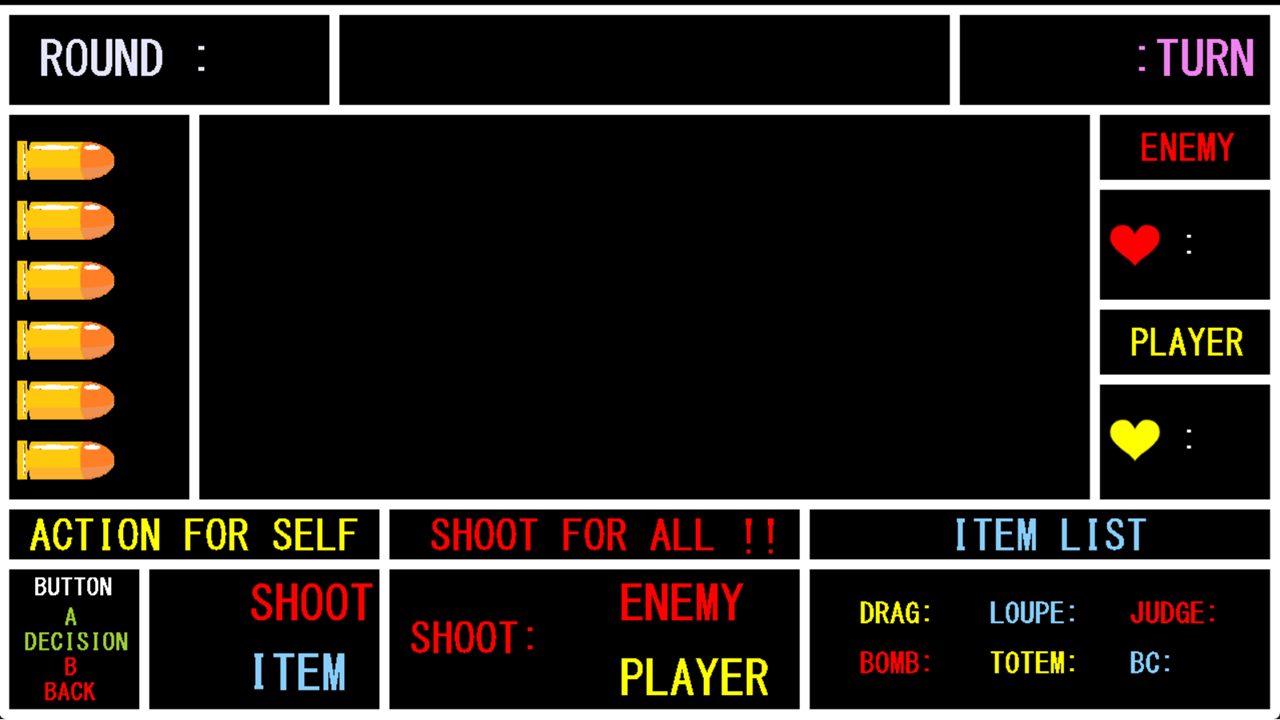 ROUND :
:TURN
ENEMY
:
PLAYER
:
ACTION FOR SELF
SHOOT FOR ALL !!
ITEM LIST
BUTTON
A
DECISION
B
BACK
SHOOT
ITEM
SHOOT:
ENEMY
PLAYER
DRAG: LOUPE: JUDGE:
BOMB: TOTEM: BC: